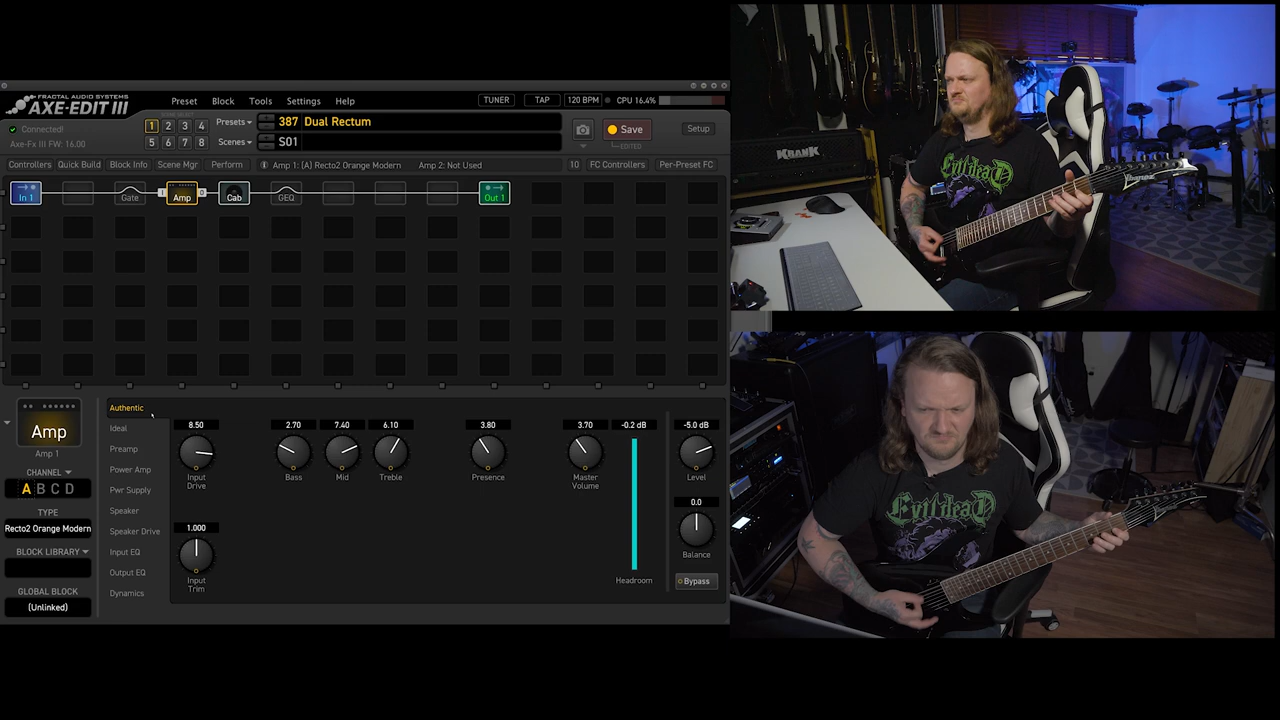 FRACTAL AUDIO SYSTEMS
AXE-EDIT III
Preset Block Tools Settings Help
TUNER TAP 120 BPM CPU 16.4%
Connected!
Axe-Fx III FW: 16.00
1 2 3 4
5 6 7 8
Presets 387 Dual Rectum
Scenes S01
Save
EDITED
Setup
Controllers Quick Build Block Info Scene Mgr Perform Amp 1: [A] Recto2 Orange Modern Amp 2: Not Used 10 FC Controllers Per-Preset FC
In 1 Gate Amp Cab GEQ Out 1
Amp
Amp 1
CHANNEL
A B C D
TYPE
Recto2 Orange Modern
BLOCK LIBRARY
GLOBAL BLOCK
(Unlinked)
Authentic
Ideal
Preamp
Power Amp
Pwr Supply
Speaker
Speaker Drive
Input EQ
Output EQ
Dynamics
8.50 2.70 7.40 6.10 3.80 3.70 -0.2 dB -5.0 dB
Input Drive Bass Mid Treble Presence Master Volume Level
1.000 0.0
Input Trim Headroom Balance
Bypass
KRANK
Evil deaD
Ibanez
Evil deaD